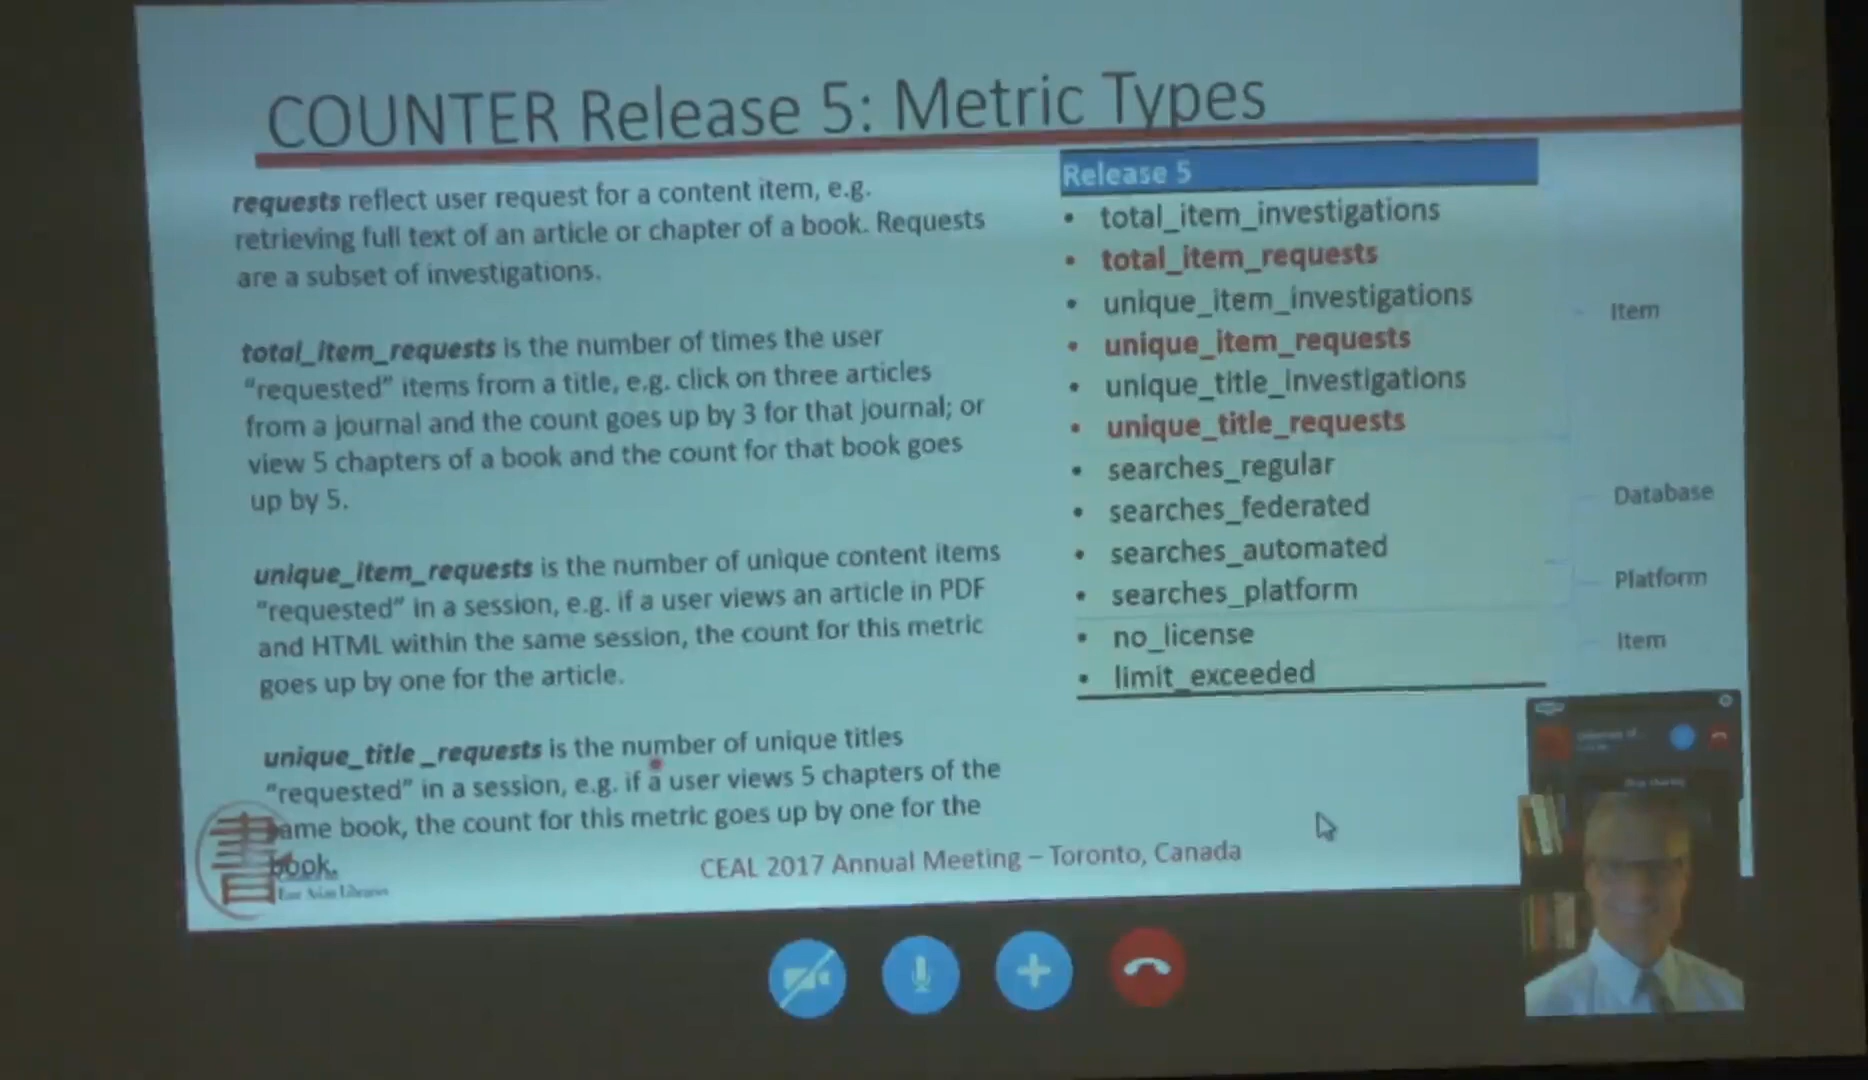 COUNTER Release 5: Metric Types
requests reflect user request for a content item, e.g.
retrieving full text of an article or chapter of a book. Requests
are a subset of investigations.
total_item_requests is the number of times the user
"requested" items from a title, e.g. click on three articles
from a journal and the count goes up by 3 for that journal; or
view 5 chapters of a book and the count for that book goes
up by 5.
unique_item_requests is the number of unique content items
"requested" in a session, e.g. if a user views an article in PDF
and HTML within the same session, the count for this metric
goes up by one for the article.
unique_title_requests is the number of unique titles
"requested" in a session, e.g. if a user views 5 chapters of the
ame book, the count for this metric goes up by one for the
book.
East Asian Libraries
Release 5
• total_item_investigations
• total_item_requests
• unique_item_investigations
• unique_item_requests
• unique_title_investigations
• unique_title_requests
• searches_regular
• searches_federated
• searches_automated
• searches_platform
• no_license
• limit_exceeded
Item
Database
Platform
Item
CEAL 2017 Annual Meeting – Toronto, Canada